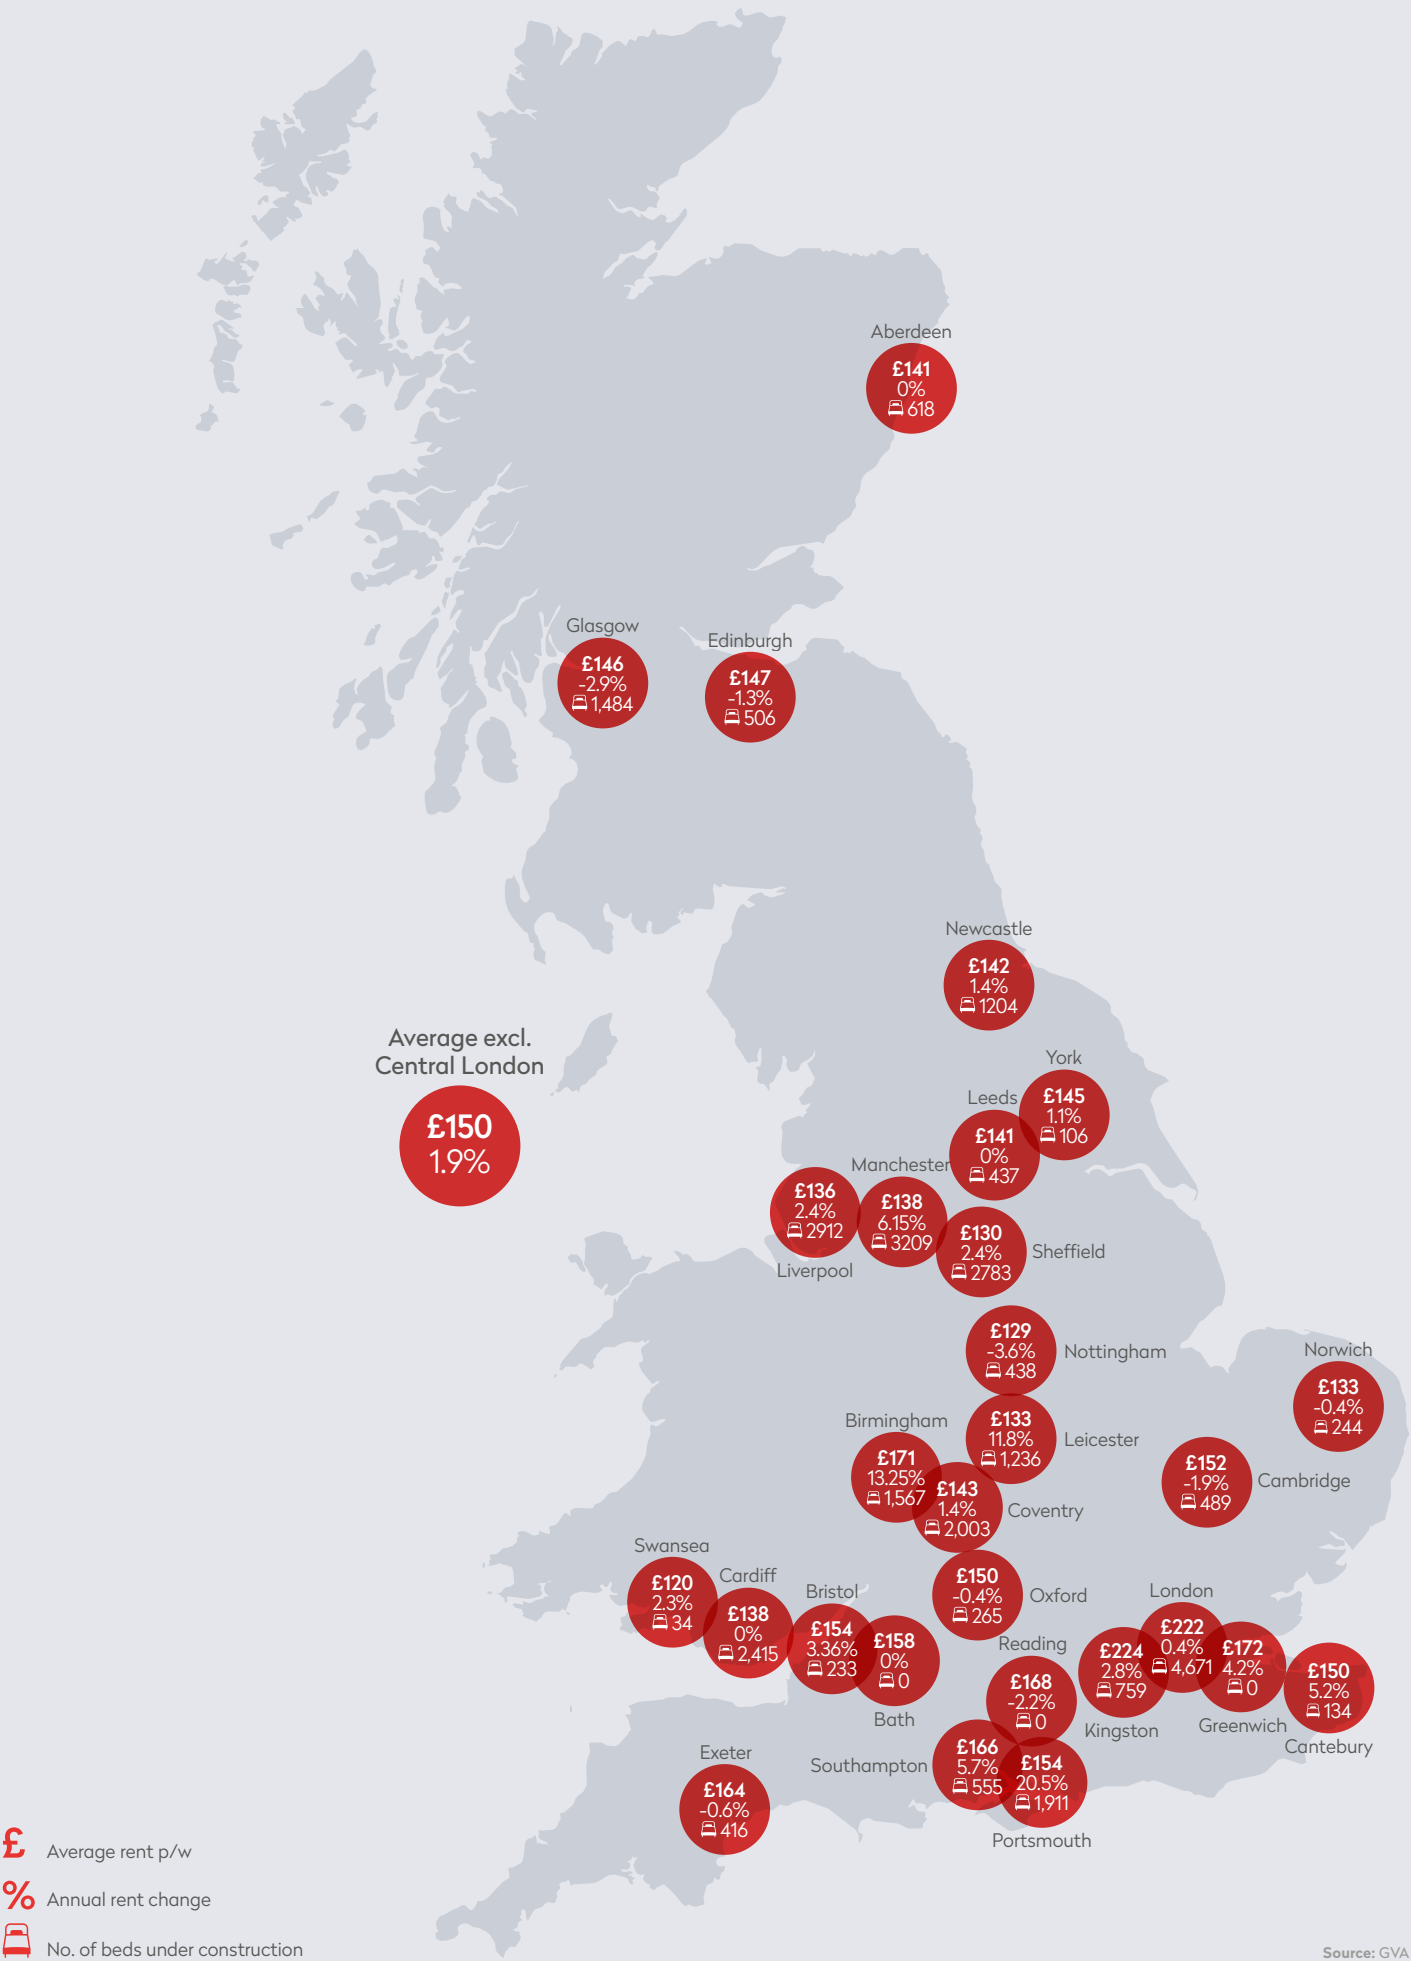 Aberdeen
£141
0%
618
Glasgow
£146
-2.9%
1,484
Edinburgh
£147
-1.3%
506
Newcastle
£142
1.4%
1204
Average excl.
Central London
£150
1.9%
York
£145
1.1%
106
Leeds
£141
0%
437
Manchester
£138
6.15%
3209
£136
2.4%
2912
Liverpool
£130
2.4%
2783
Sheffield
£129
-3.6%
438
Nottingham
Norwich
£133
-0.4%
244
£133
11.8%
1,236
Leicester
Birmingham
£171
13.25%
1,567
£143
1.4%
2,003
Coventry
£152
-1.9%
489
Cambridge
Swansea
£120
2.3%
34
Cardiff
£138
0%
2,415
Bristol
£154
3.36%
233
£158
0%
0
Bath
£150
-0.4%
265
Oxford
Reading
£168
-2.2%
0
London
£222
0.4%
4,671
£224
2.8%
759
Kingston
£172
4.2%
0
Greenwich
£150
5.2%
134
Cantebury
Southampton
£166
5.7%
555
£154
20.5%
1,911
Portsmouth
Exeter
£164
-0.6%
416
£ Average rent p/w
% Annual rent change
No. of beds under construction
Source: GVA